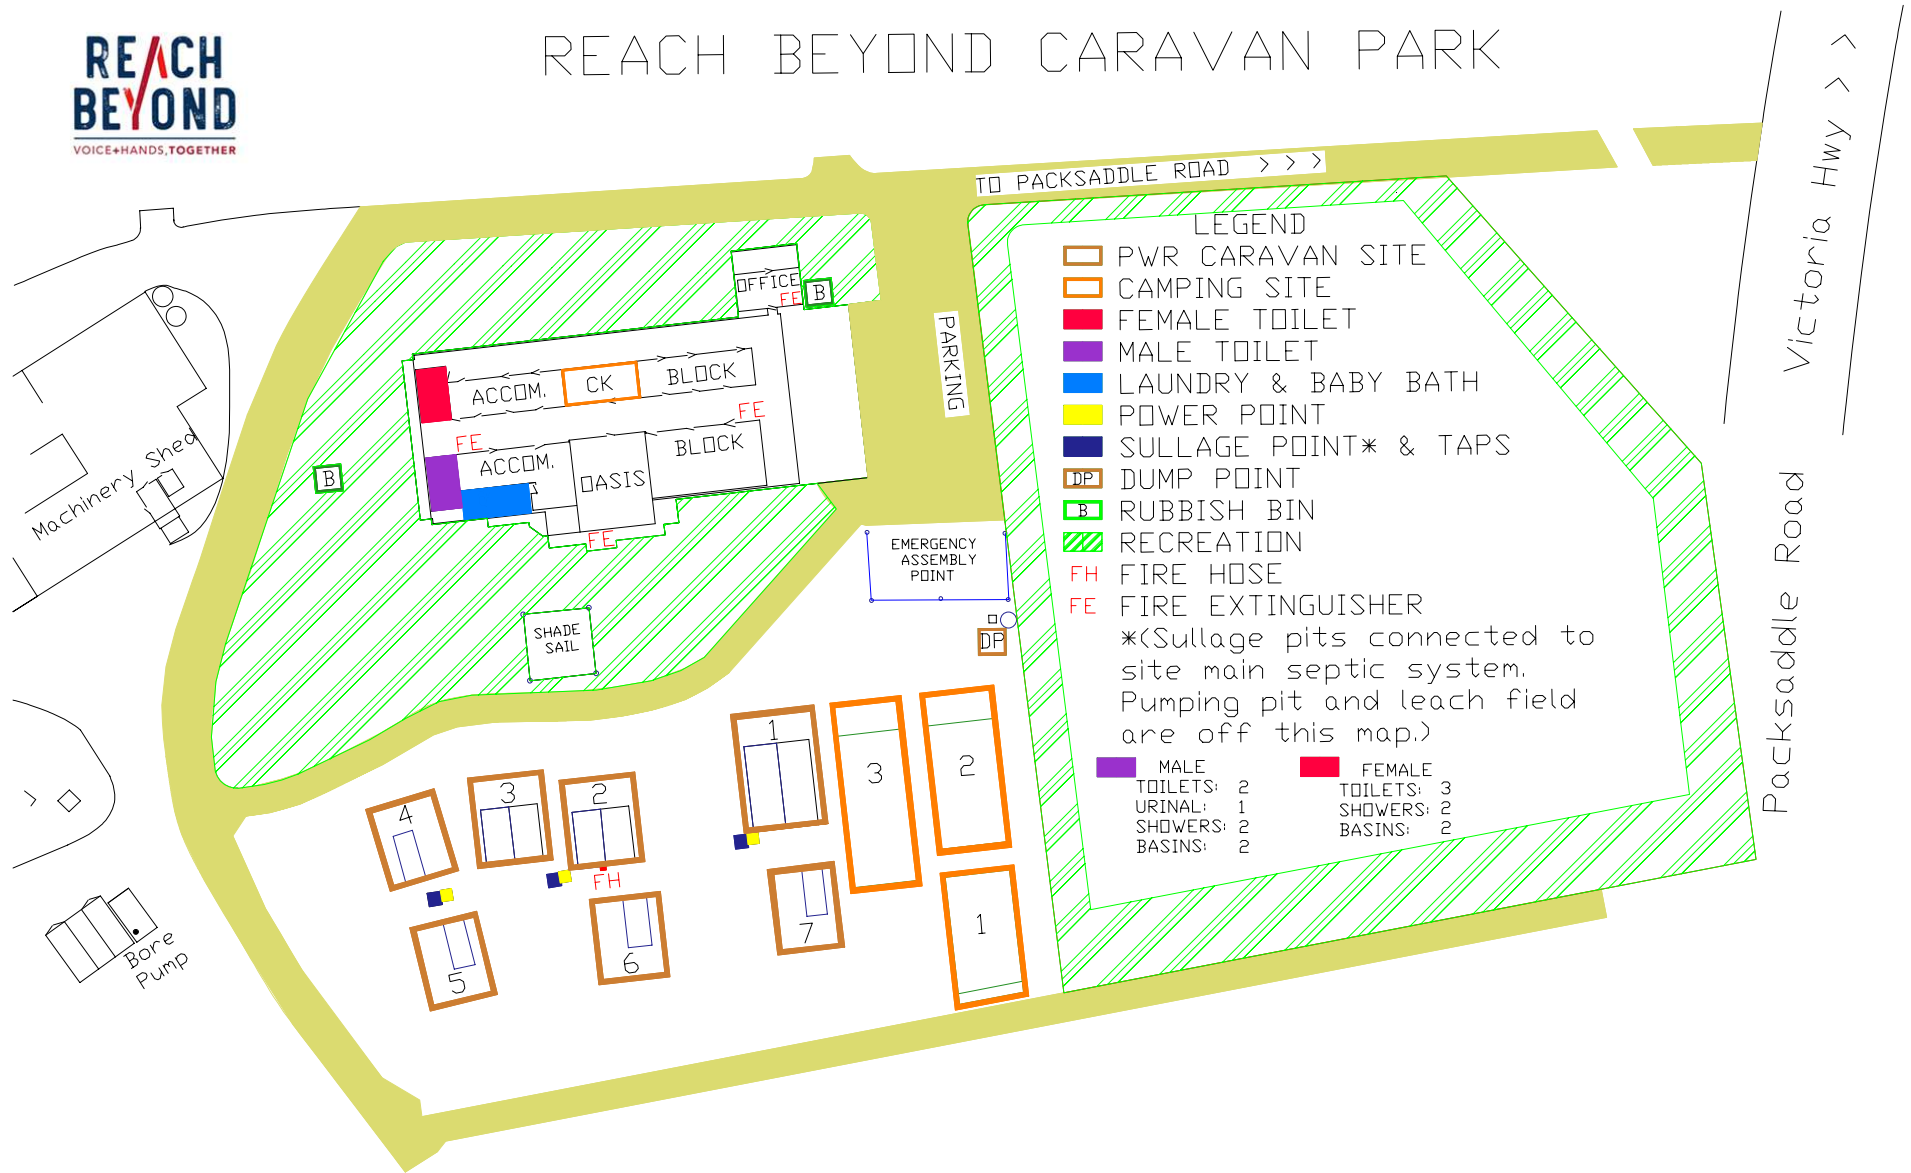 REACH
BEYOND
VOICE+HANDS,TOGETHER
REACH BEYOND CARAVAN PARK
Victoria Hwy > >
Packsaddle Road
TO PACKSADDLE ROAD > > >
PARKING
OFFICE
FE
B
ACCOM.
CK
BLOCK
FE
FE
ACCOM.
OASIS
BLOCK
FE
B
Machinery Shed
SHADE
SAIL
EMERGENCY
ASSEMBLY
POINT
DP
1
2
3
4
5
6
7
FH
3
2
1
Bore
Pump
LEGEND
PWR CARAVAN SITE
CAMPING SITE
FEMALE TOILET
MALE TOILET
LAUNDRY & BABY BATH
POWER POINT
SULLAGE POINT* & TAPS
DP DUMP POINT
B RUBBISH BIN
RECREATION
FH FIRE HOSE
FE FIRE EXTINGUISHER
*(Sullage pits connected to
site main septic system.
Pumping pit and leach field
are off this map.)
MALE
TOILETS: 2
URINAL: 1
SHOWERS: 2
BASINS: 2
FEMALE
TOILETS: 3
SHOWERS: 2
BASINS: 2